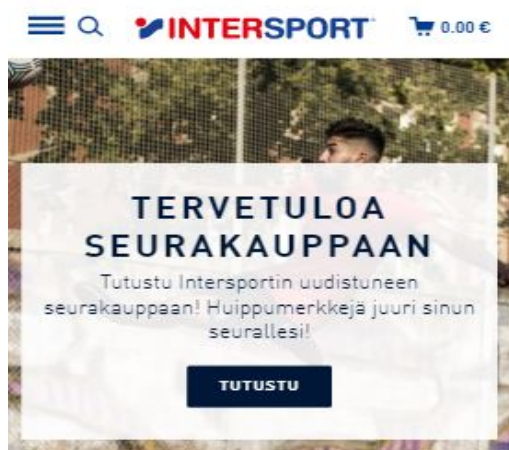 INTERSPORT
0.00 €
TERVETULOA
SEURAKAUPPAAN
Tutustu Intersportin uudistuneen
seurakauppaan! Huippumerkkejä juuri sinun
seurallesi!
TUTUSTU